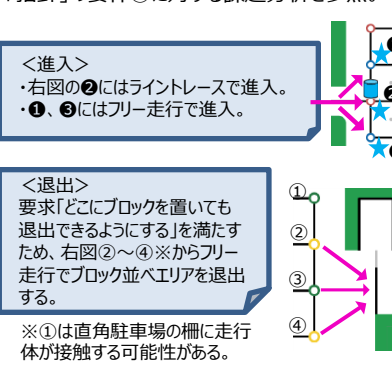 ＜進入＞
・右図の❷にはライントレースで進入。
・❶、❸にはフリー走行で進入。
＜退出＞
要求「どこにブロックを置いても
退出できるようにする」を満たす
ため、右図②～④※からフリー
走行でブロック並べエリアを退出
する。
①
②
③
④
※①は直角駐車場の柵に走行
体が接触する可能性がある。